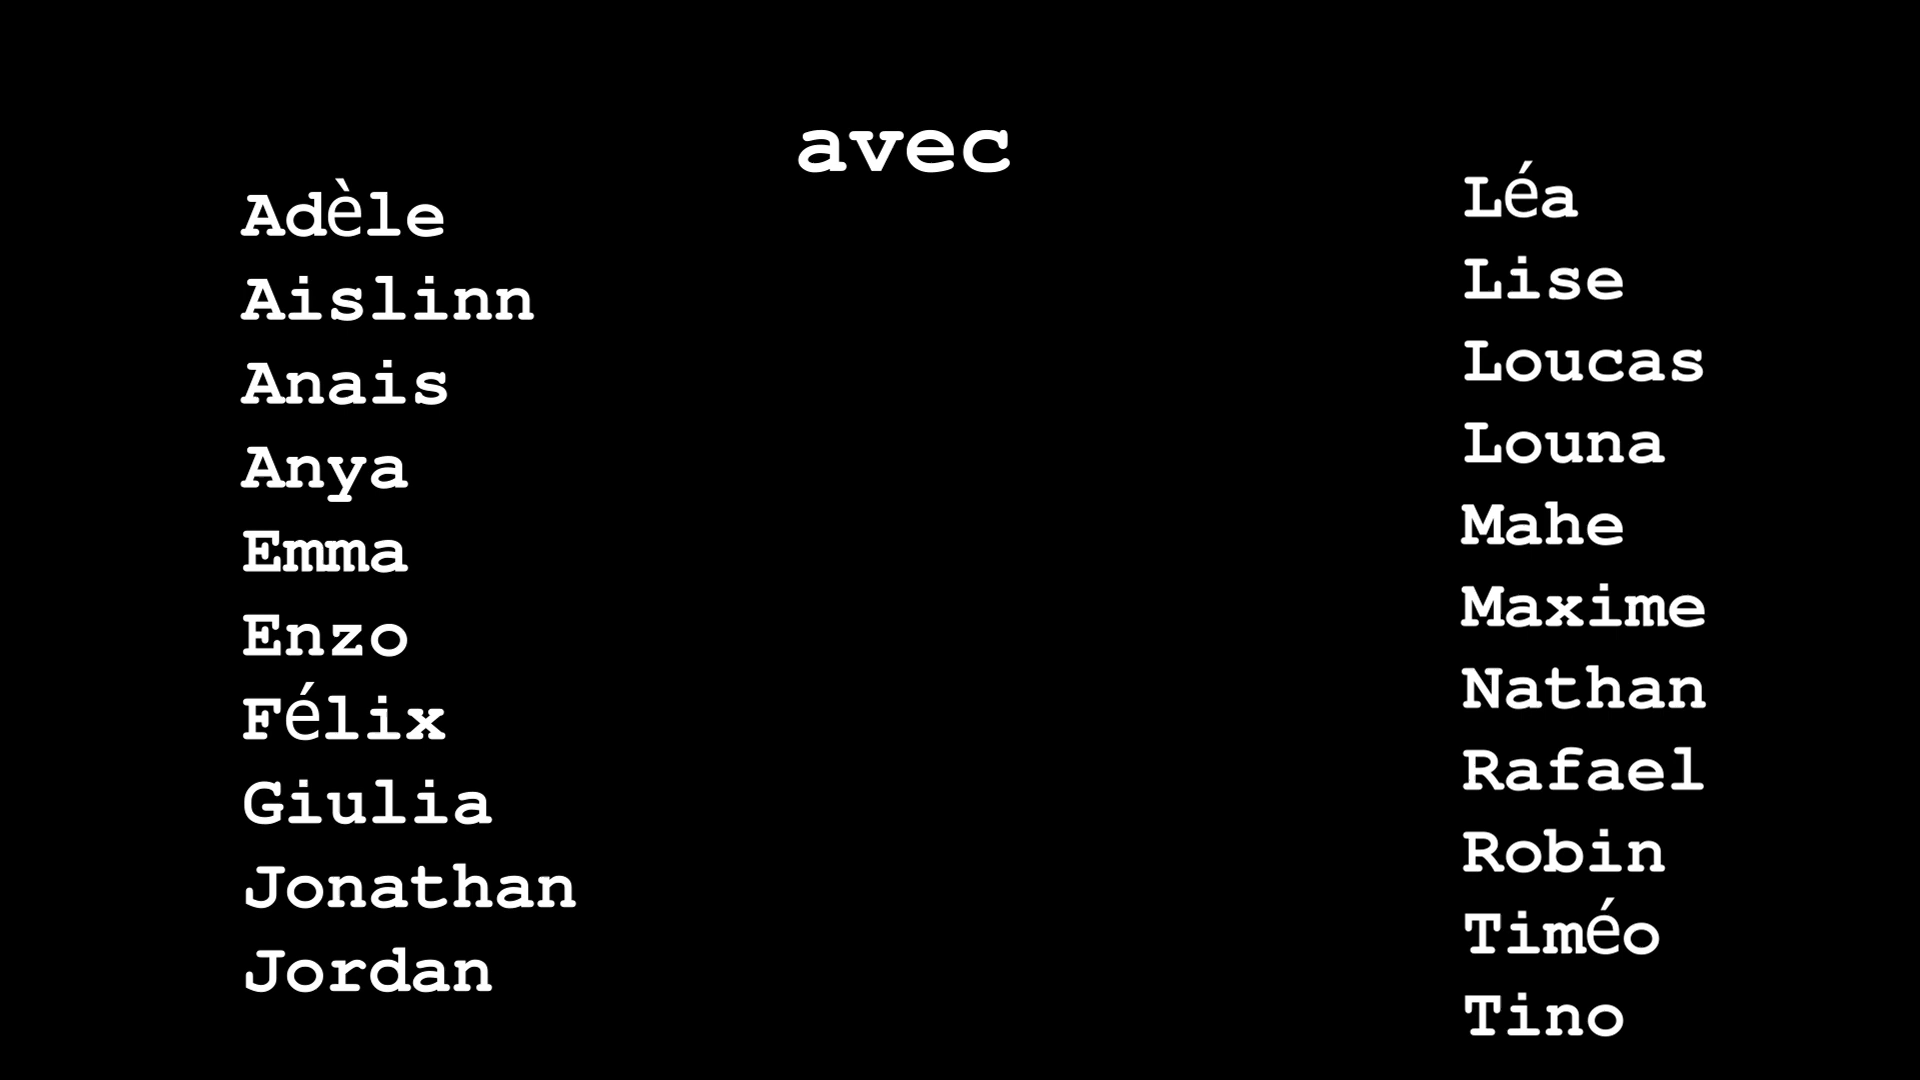 avec
Adèle
Aislinn
Anais
Anya
Emma
Enzo
Félix
Giulia
Jonathan
Jordan
Léa
Lise
Loucas
Louna
Mahe
Maxime
Nathan
Rafael
Robin
Timéo
Tino